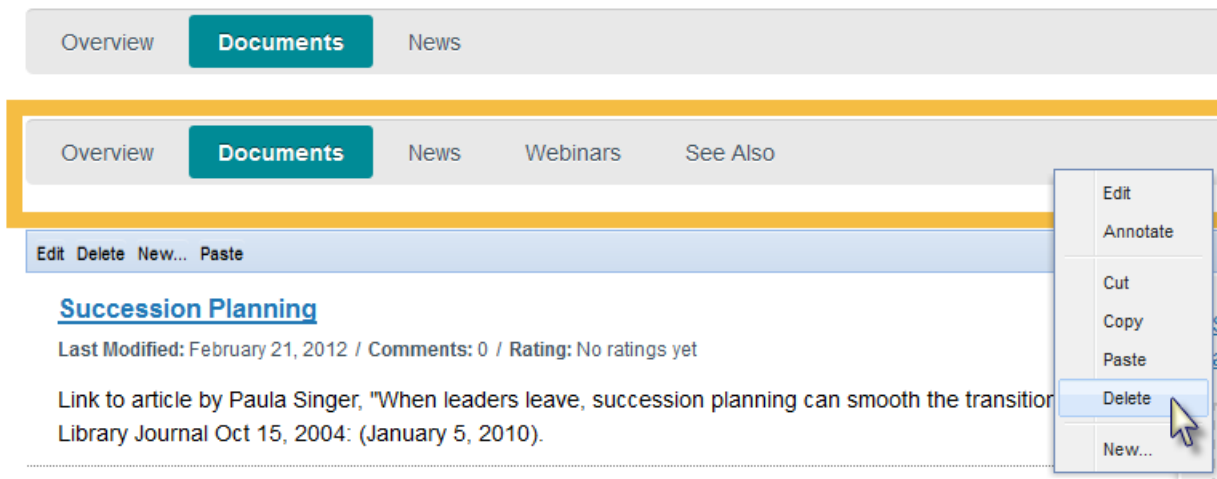 Overview Documents News
Overview Documents News Webinars See Also
Edit
Annotate
Cut
Copy
Paste
Delete
New...
Edit Delete New... Paste
Succession Planning
Last Modified: February 21, 2012 / Comments: 0 / Rating: No ratings yet
Link to article by Paula Singer, "When leaders leave, succession planning can smooth the transition
Library Journal Oct 15, 2004: (January 5, 2010).